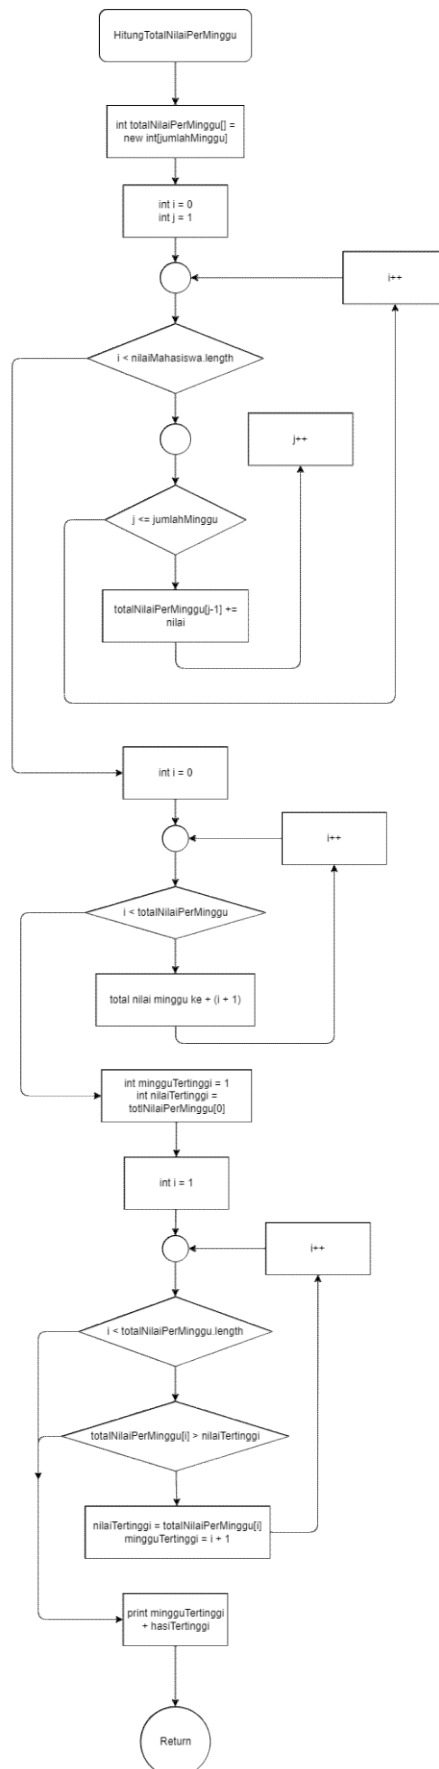 HitungTotalNilaiPerMinggu
int totalNilaiPerMinggu[] =
new int[jumlahMinggu]
int i = 0
int j = 1
i++
i < nilaiMahasiswa.length
j++
j <= jumlahMinggu
totalNilaiPerMinggu[j-1] +=
nilai
int i = 0
i++
i < totalNilaiPerMinggu
total nilai minggu ke + (i + 1)
int mingguTertinggi = 1
int nilaiTertinggi =
totlNilaiPerMinggu[0]
int i = 1
i++
i < totalNilaiPerMinggu.length
totalNilaiPerMinggu[i] > nilaiTertinggi
nilaiTertinggi = totalNilaiPerMinggu[i]
mingguTertinggi = i + 1
print mingguTertinggi
+ hasiTertinggi
Return